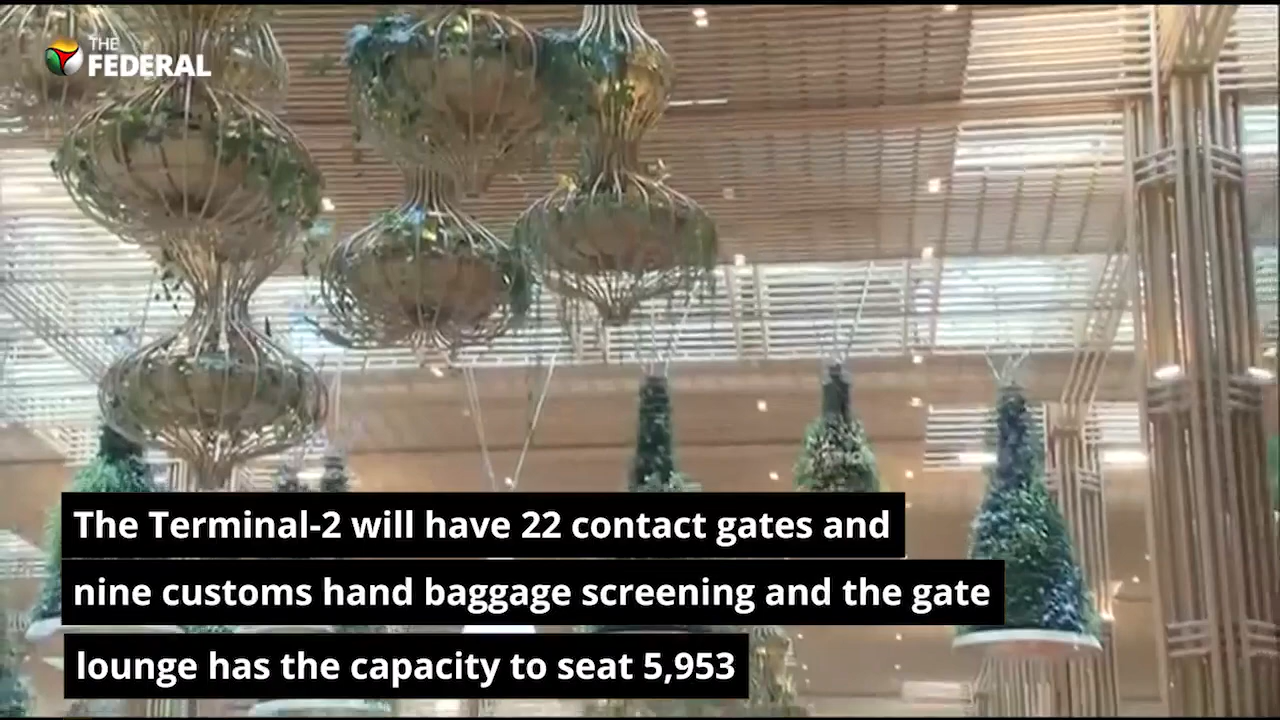 THE
FEDERAL
The Terminal-2 will have 22 contact gates and
nine customs hand baggage screening and the gate
lounge has the capacity to seat 5,953